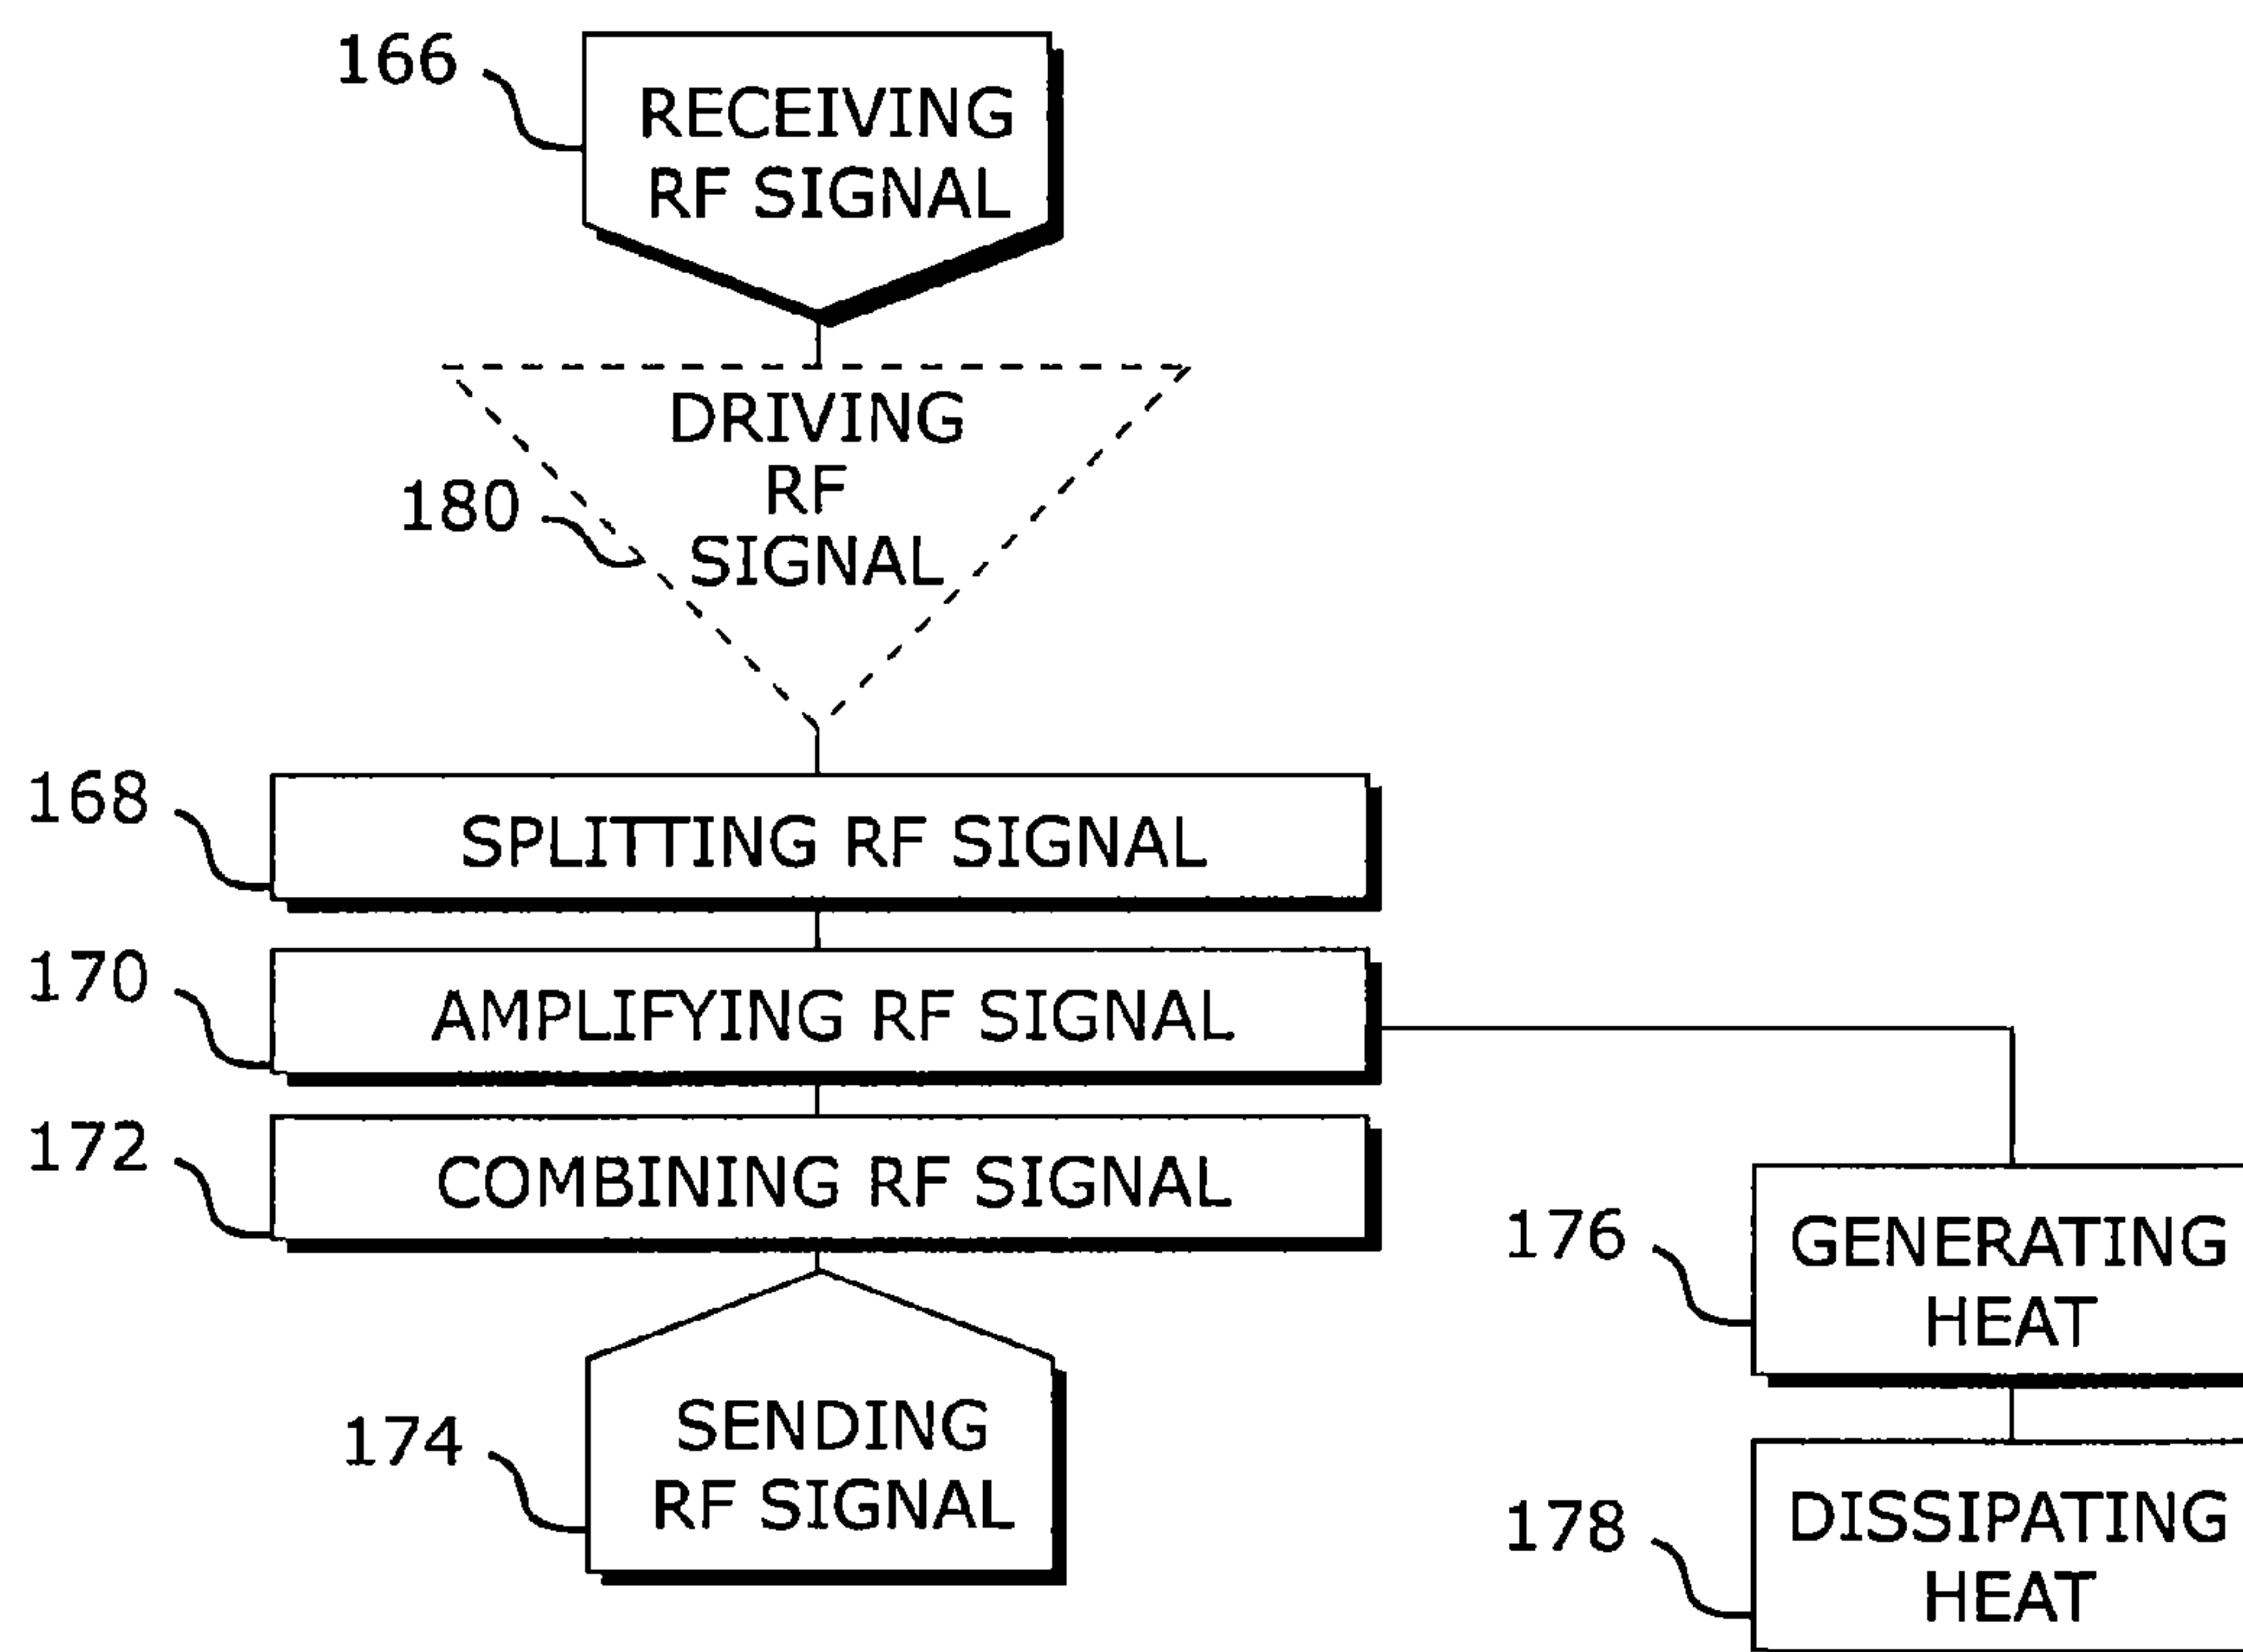 166
RECEIVING
RF SIGNAL
DRIVING
RF
SIGNAL
180
168
SPLITTING RF SIGNAL
170
AMPLIFYING RF SIGNAL
172
COMBINING RF SIGNAL
174
SENDING
RF SIGNAL
176
GENERATING
HEAT
178
DISSIPATING
HEAT